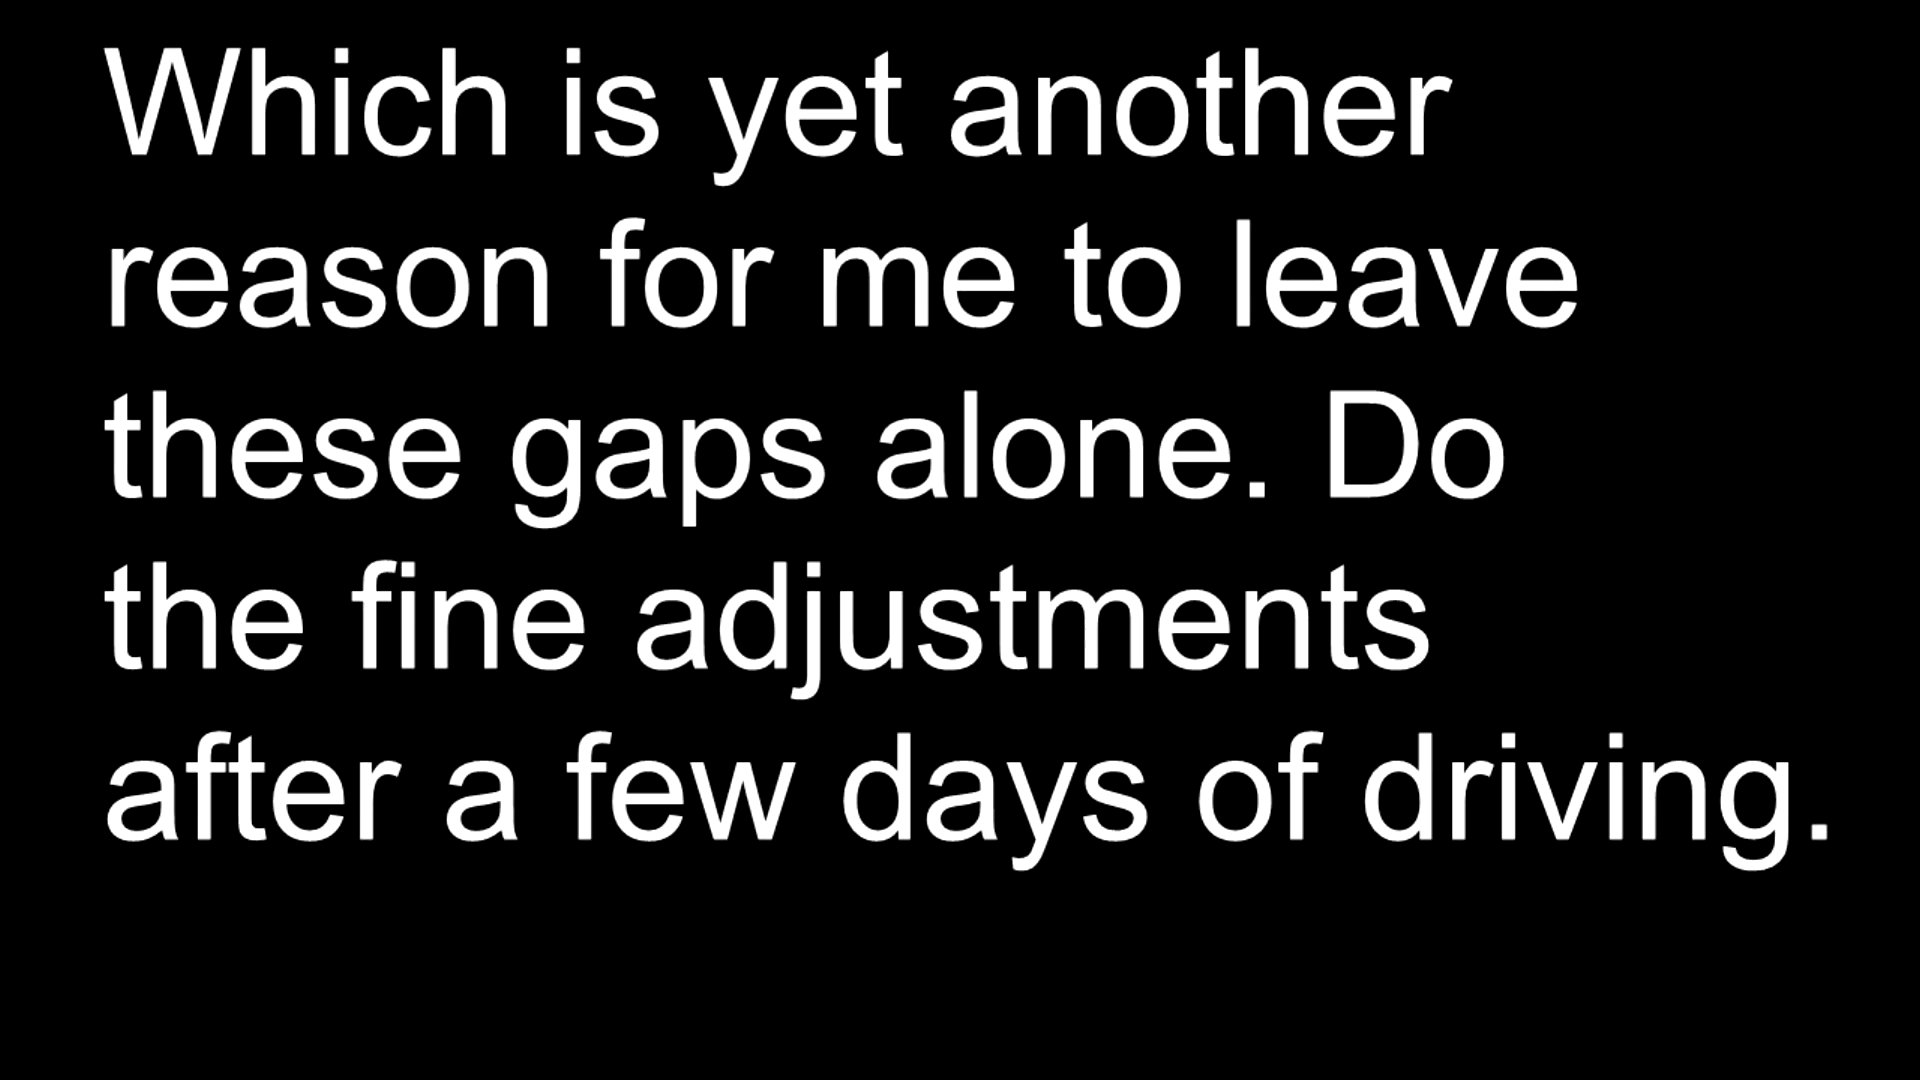 Which is yet another
reason for me to leave
these gaps alone. Do
the fine adjustments
after a few days of driving.